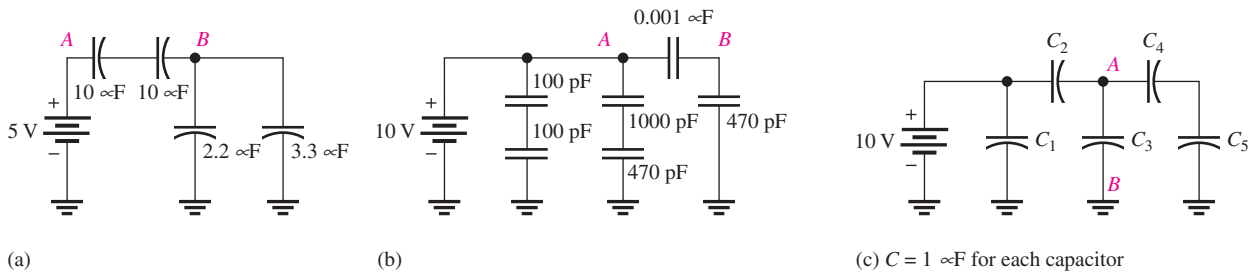 A
B
10 ∝F
10 ∝F
+
5 V
−
2.2 ∝F
3.3 ∝F
(a)
0.001 ∝F
A
B
100 pF
+
10 V
−
100 pF
1000 pF
470 pF
470 pF
(b)
C2
C4
A
+
10 V
−
C1
C3
C5
B
(c) C = 1 ∝F for each capacitor